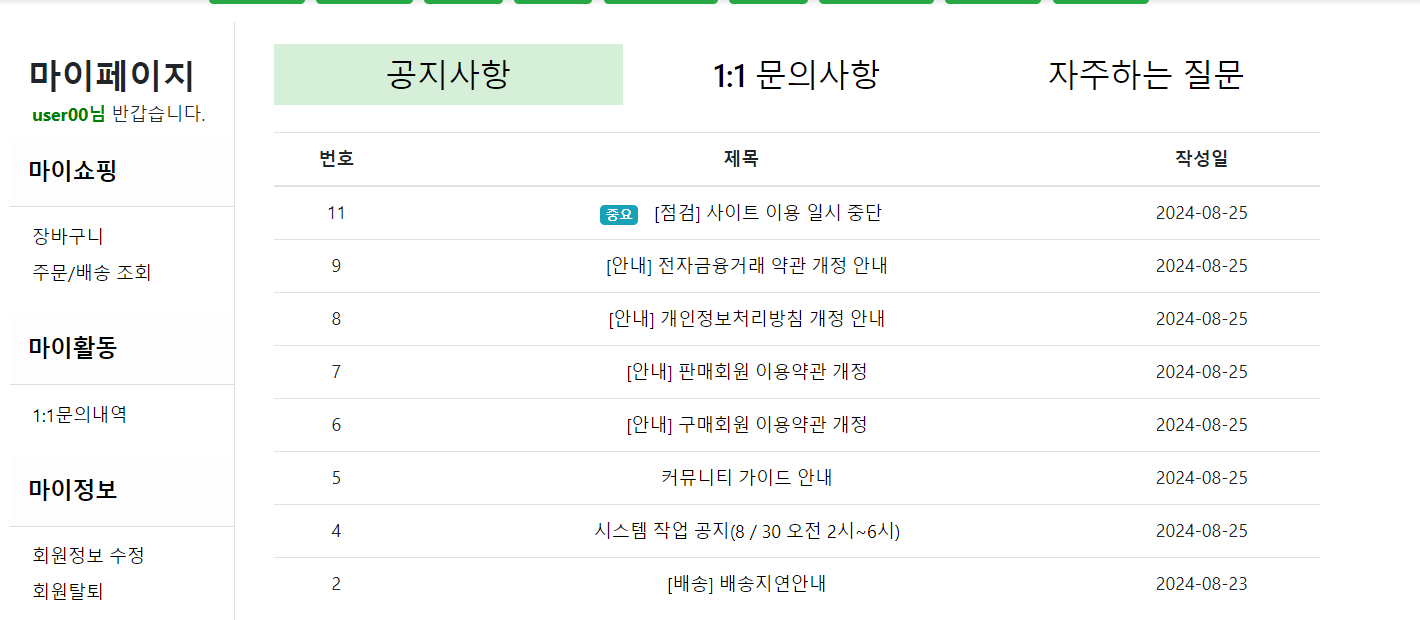 마이페이지
user00님 반갑습니다.
마이쇼핑
장바구니
주문/배송 조회
마이활동
1:1문의내역
마이정보
회원정보 수정
회원탈퇴
공지사항 1:1 문의사항 자주하는 질문
번호 제목 작성일
11 중요 [점검] 사이트 이용 일시 중단 2024-08-25
9 [안내] 전자금융거래 약관 개정 안내 2024-08-25
8 [안내] 개인정보처리방침 개정 안내 2024-08-25
7 [안내] 판매회원 이용약관 개정 2024-08-25
6 [안내] 구매회원 이용약관 개정 2024-08-25
5 커뮤니티 가이드 안내 2024-08-25
4 시스템 작업 공지(8 / 30 오전 2시~6시) 2024-08-25
2 [배송] 배송지연안내 2024-08-23